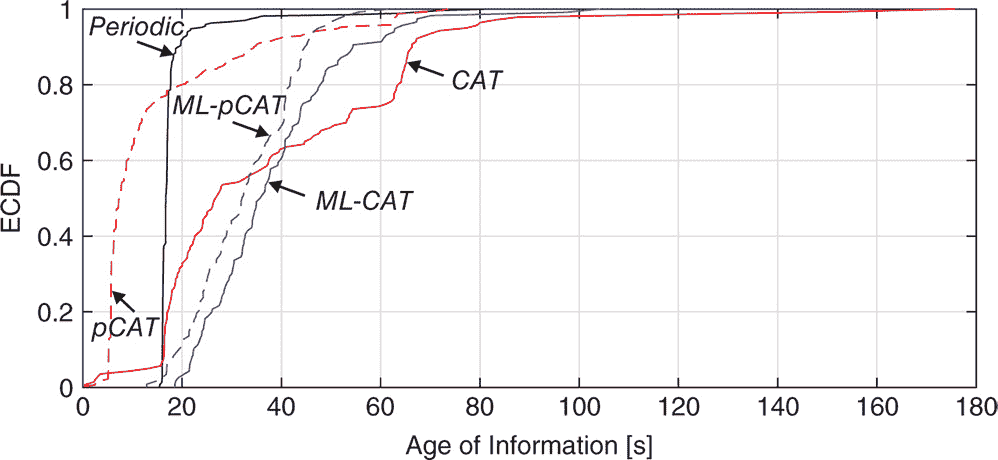 1
Periodic
CAT
0.8
ML-pCAT
0.6
ML-CAT
ECDF
0.4
0.2
pCAT
0
0 20 40 60 80 100 120 140 160 180
Age of Information [s]